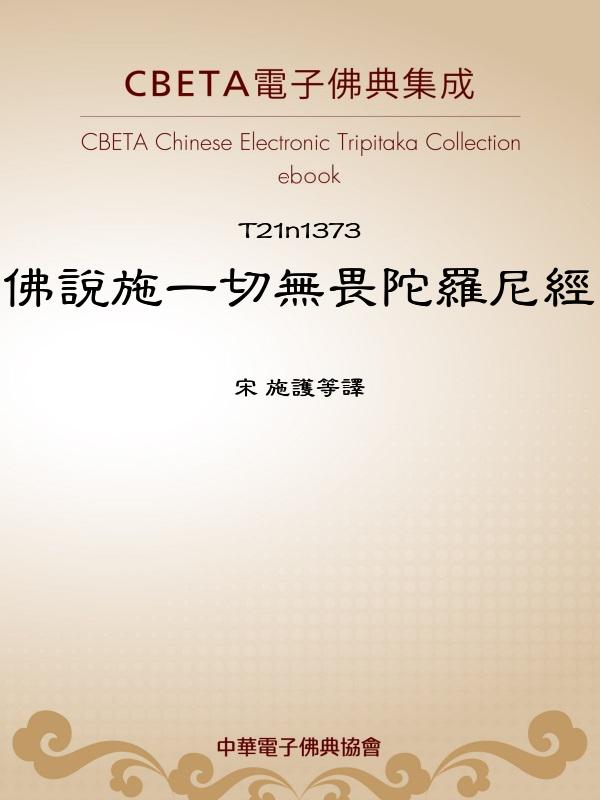 CBETA電子佛典集成
CBETA Chinese Electronic Tripitaka Collection
ebook
T21n1373
佛說施一切無畏陀羅尼經
宋 施護等譯
中華電子佛典協會